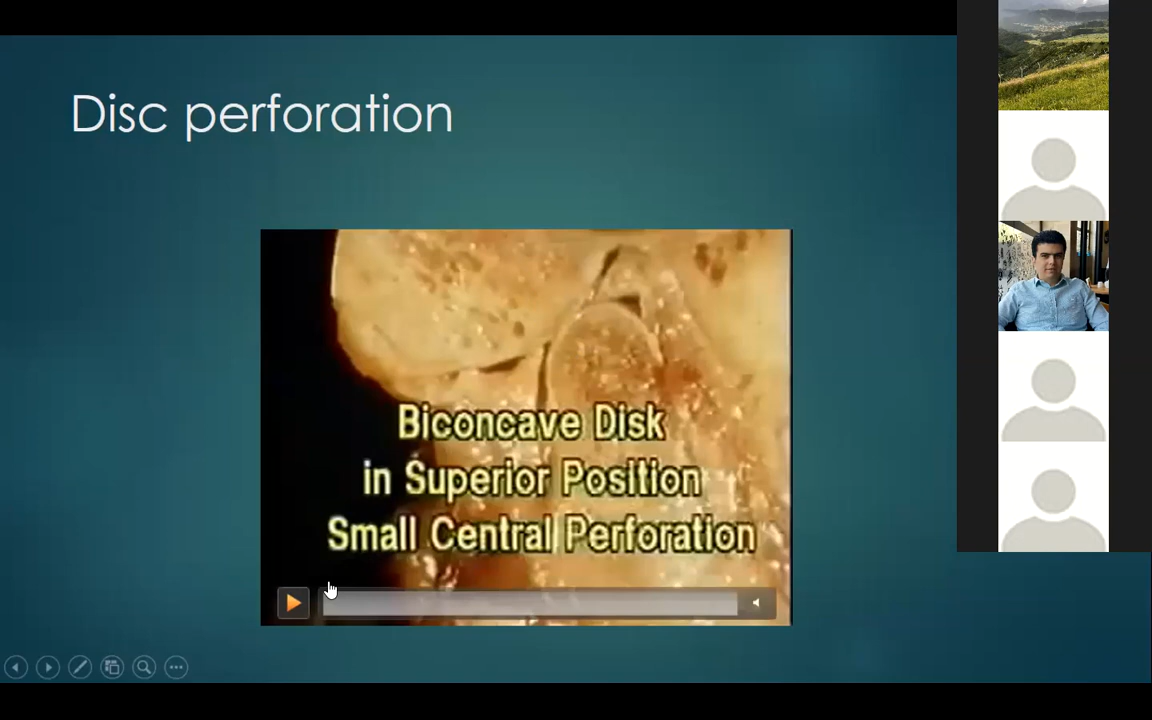 Disc perforation
Biconcave Disk
in Superior Position
Small Central Perforation